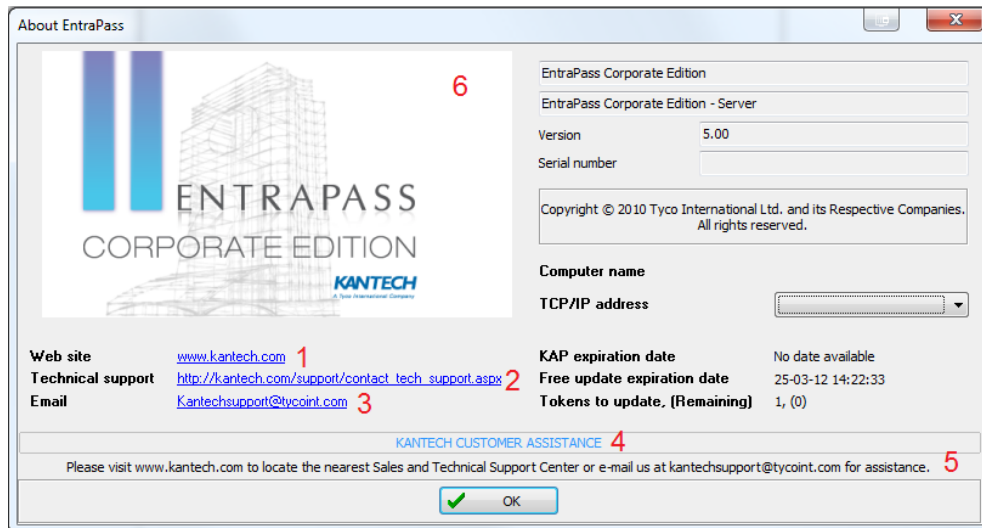 About EntraPass
6
ENTRAPASS
CORPORATE EDITION
KANTECH
A Tyco International Company
EntraPass Corporate Edition
EntraPass Corporate Edition - Server
Version 5.00
Serial number
Copyright © 2010 Tyco International Ltd. and its Respective Companies.
All rights reserved.
Computer name
TCP/IP address
Web site www.kantech.com 1
Technical support http://kantech.com/support/contact_tech_support.aspx 2
Email Kantechsupport@tycoint.com 3
KAP expiration date No date available
Free update expiration date 25-03-12 14:22:33
Tokens to update, (Remaining) 1, (0)
KANTECH CUSTOMER ASSISTANCE 4
Please visit www.kantech.com to locate the nearest Sales and Technical Support Center or e-mail us at kantechsupport@tycoint.com for assistance. 5
OK